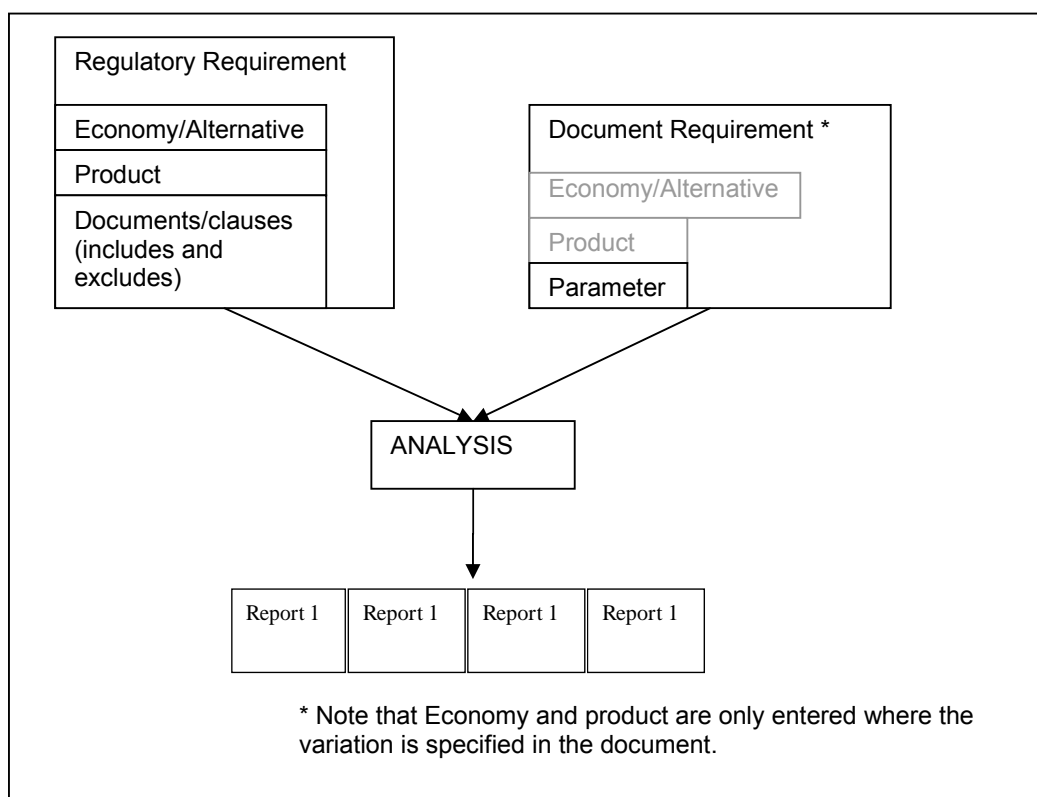 Regulatory Requirement
Economy/Alternative
Product
Documents/clauses
(includes and
excludes)
Document Requirement *
Economy/Alternative
Product
Parameter
ANALYSIS
Report 1
Report 1
Report 1
Report 1
* Note that Economy and product are only entered where the
variation is specified in the document.